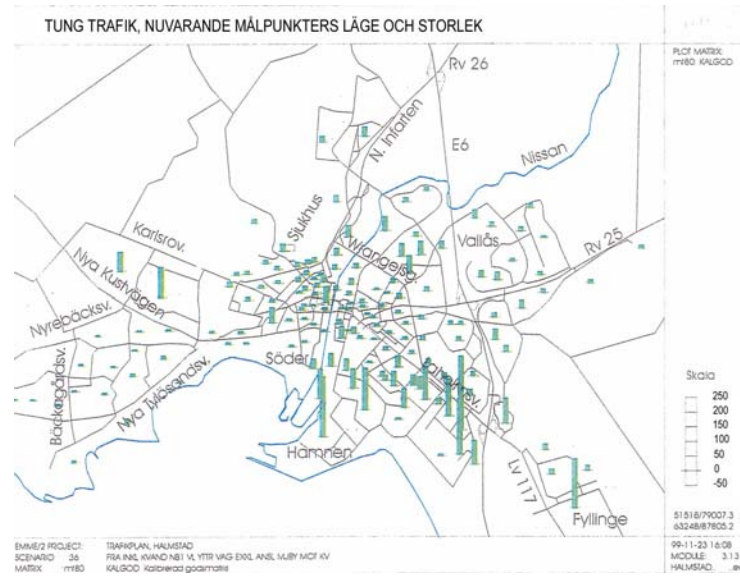 TUNG TRAFIK, NUVARANDE MÅLPUNKTERS LÄGE OCH STORLEK
PLOT MATRIX:
mf80: KALGOD
Rv 26
N. Infarten
E6
Nissan
Sjukhus
Karlsrov.
Wrangelsg.
Vallås
Rv 25
Nya Kustvägen
Nyrebäcksv.
Söder
Laholmsv.
Bäckagårdsv.
Nya Tylösandsv.
Hamnen
Lv 117
Fyllinge
Skala
250
200
150
100
50
0
-50
51518/79007.3
63248/87805.2
EMME/2 PROJECT: TRAFIKPLAN, HALMSTAD
SCENARIO 36
MATRIX mf80 KALGOD Kalibrerad godsmatris
99-11-23 16:08
MODULE: 3.13
HALMSTAD.